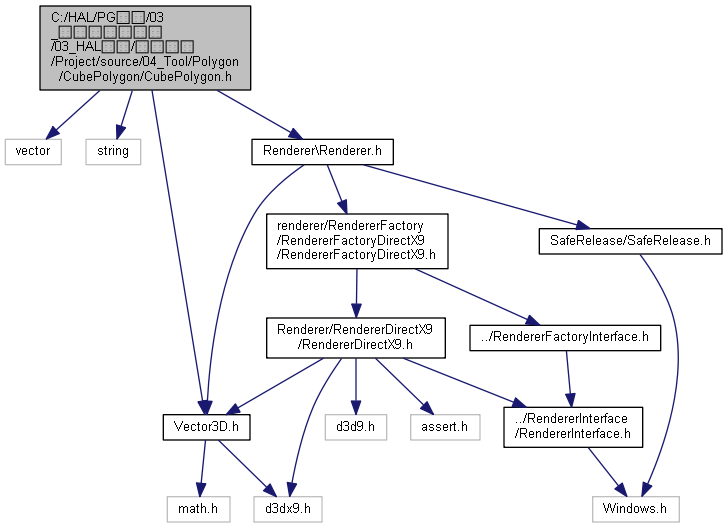 C:/HAL/PG□□□/03
_□□□□□□□□
/03_HAL□□□/□□□□□
/Project/source/04_Tool/Polygon
/CubePolygon/CubePolygon.h
vector
string
Renderer\Renderer.h
renderer/RendererFactory
/RendererFactoryDirectX9
/RendererFactoryDirectX9.h
SafeRelease/SafeRelease.h
Renderer/RendererDirectX9
/RendererDirectX9.h
../RendererFactoryInterface.h
Vector3D.h
d3d9.h
assert.h
../RendererInterface
/RendererInterface.h
math.h
d3dx9.h
Windows.h